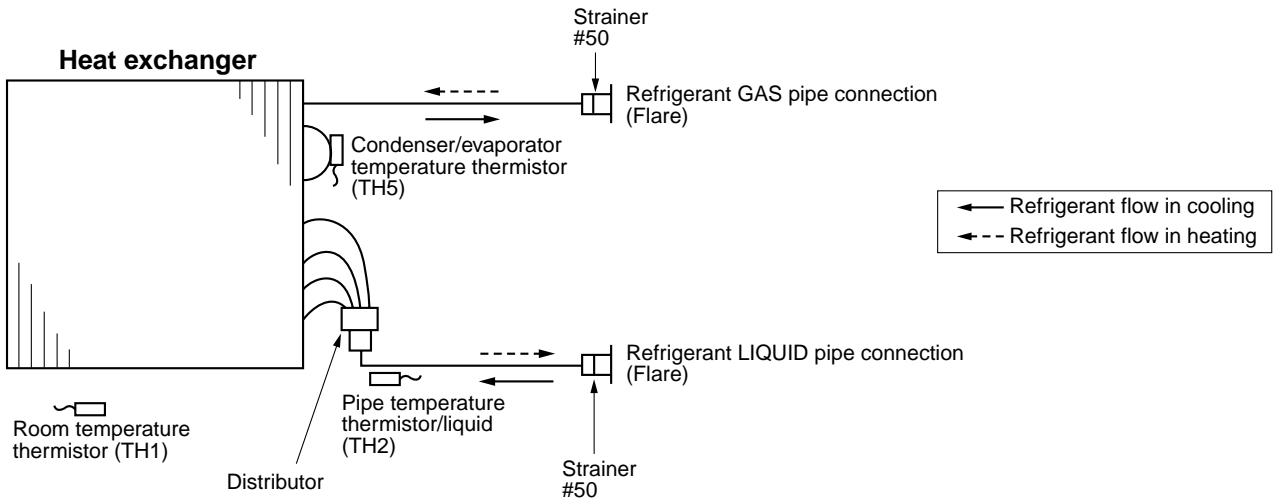 Strainer
#50
Heat exchanger
Refrigerant GAS pipe connection
(Flare)
Condenser/evaporator
temperature thermistor
(TH5)
Refrigerant flow in cooling
Refrigerant flow in heating
Refrigerant LIQUID pipe connection
(Flare)
Pipe temperature
thermistor/liquid
(TH2)
Room temperature
thermistor (TH1)
Distributor
Strainer
#50